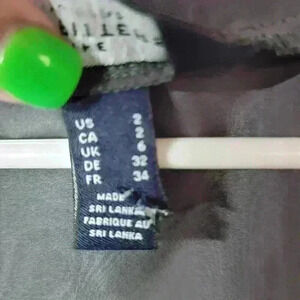 US 2
CA 2
UK 6
DE 32
FR 34
MADE
SRI LANKA
FABRIQUE AU
SRI LANKA